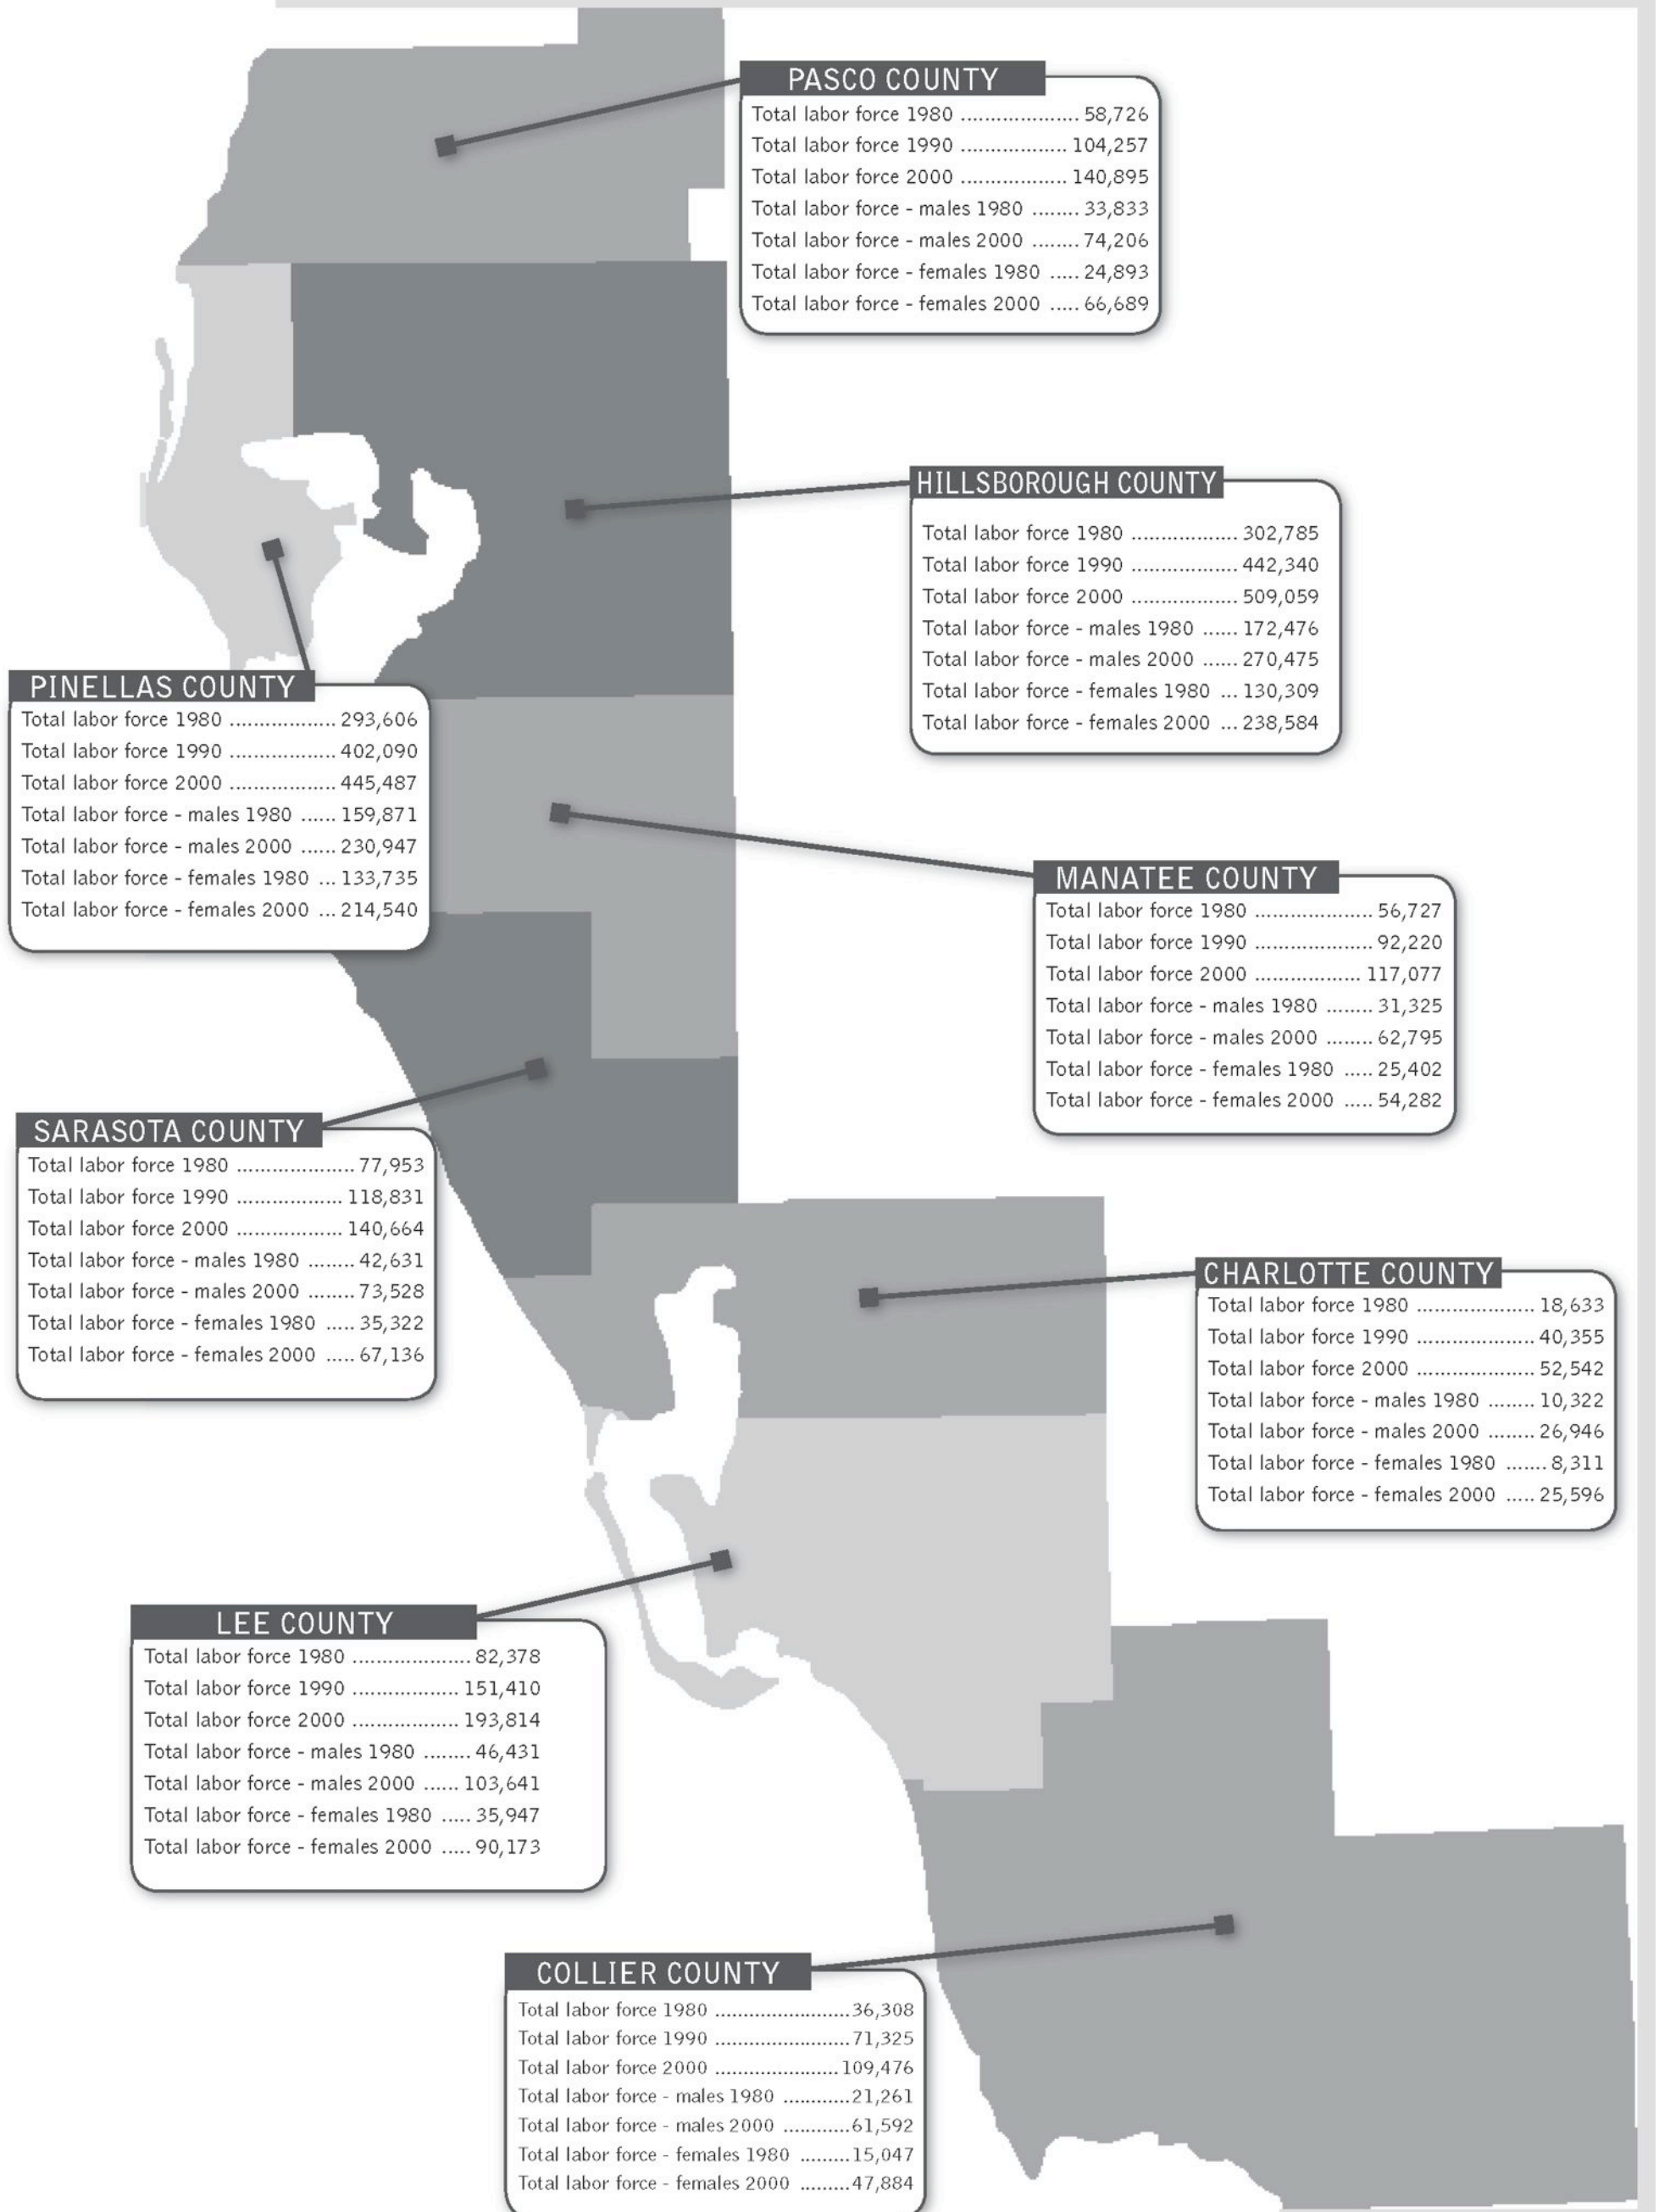 PASCO COUNTY
Total labor force 1980 .................... 58,726
Total labor force 1990 .................. 104,257
Total labor force 2000 .................. 140,895
Total labor force - males 1980 ........ 33,833
Total labor force - males 2000 ........ 74,206
Total labor force - females 1980 ..... 24,893
Total labor force - females 2000 ..... 66,689
HILLSBOROUGH COUNTY
Total labor force 1980 .................. 302,785
Total labor force 1990 .................. 442,340
Total labor force 2000 .................. 509,059
Total labor force - males 1980 ...... 172,476
Total labor force - males 2000 ...... 270,475
Total labor force - females 1980 ... 130,309
Total labor force - females 2000 ... 238,584
PINELLAS COUNTY
Total labor force 1980 .................. 293,606
Total labor force 1990 .................. 402,090
Total labor force 2000 .................. 445,487
Total labor force - males 1980 ...... 159,871
Total labor force - males 2000 ...... 230,947
Total labor force - females 1980 ... 133,735
Total labor force - females 2000 ... 214,540
MANATEE COUNTY
Total labor force 1980 .................... 56,727
Total labor force 1990 .................... 92,220
Total labor force 2000 .................. 117,077
Total labor force - males 1980 ........ 31,325
Total labor force - males 2000 ........ 62,795
Total labor force - females 1980 ..... 25,402
Total labor force - females 2000 ..... 54,282
SARASOTA COUNTY
Total labor force 1980 .................... 77,953
Total labor force 1990 .................. 118,831
Total labor force 2000 .................. 140,664
Total labor force - males 1980 ........ 42,631
Total labor force - males 2000 ........ 73,528
Total labor force - females 1980 ..... 35,322
Total labor force - females 2000 ..... 67,136
CHARLOTTE COUNTY
Total labor force 1980 .................... 18,633
Total labor force 1990 .................... 40,355
Total labor force 2000 .................... 52,542
Total labor force - males 1980 ........ 10,322
Total labor force - males 2000 ........ 26,946
Total labor force - females 1980 ....... 8,311
Total labor force - females 2000 ..... 25,596
LEE COUNTY
Total labor force 1980 .................... 82,378
Total labor force 1990 .................. 151,410
Total labor force 2000 .................. 193,814
Total labor force - males 1980 ........ 46,431
Total labor force - males 2000 ...... 103,641
Total labor force - females 1980 ..... 35,947
Total labor force - females 2000 ..... 90,173
COLLIER COUNTY
Total labor force 1980 .......................36,308
Total labor force 1990 .......................71,325
Total labor force 2000 .....................109,476
Total labor force - males 1980 ............21,261
Total labor force - males 2000 ............61,592
Total labor force - females 1980 .........15,047
Total labor force - females 2000 .........47,884